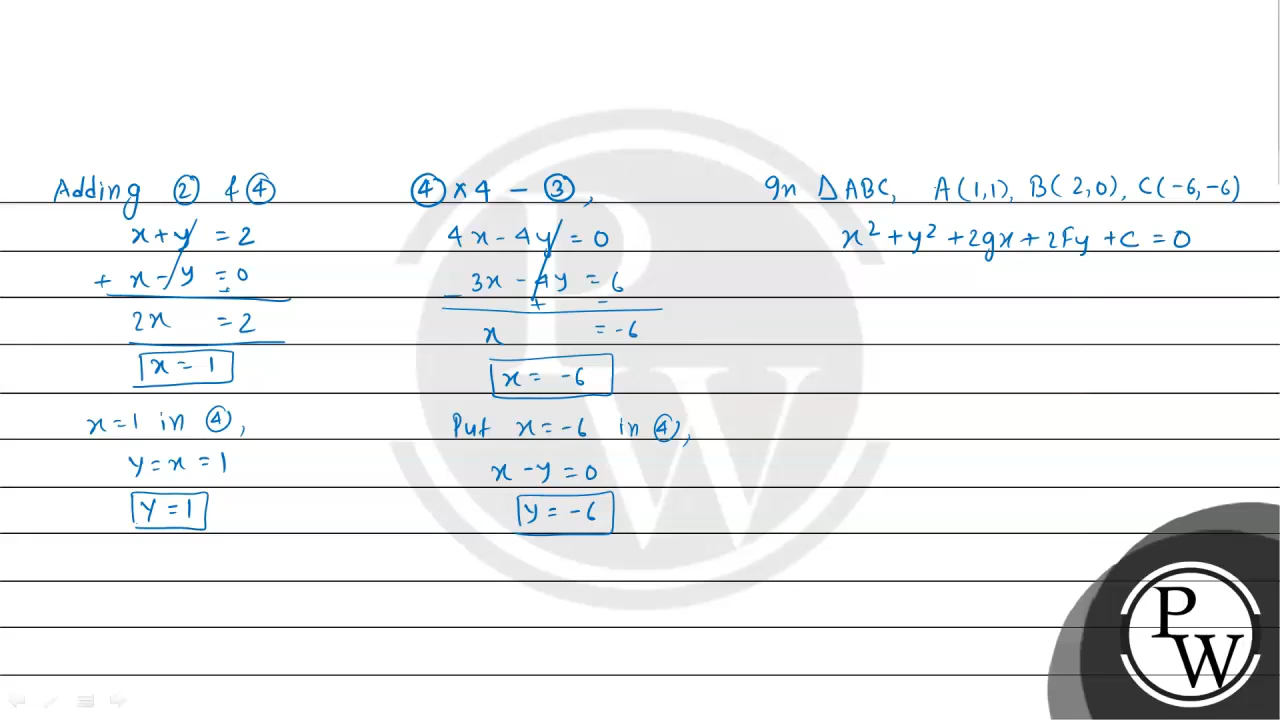 Adding ② & ④
x + y = 2
+ x - y = 0
2x = 2
x = 1
x = 1 in ④,
y = x = 1
y = 1
④ × 4 - ③,
4x - 4y = 0
3x - 4y = 6
- + -
x = -6
x = -6
Put x = -6 in ④,
x - y = 0
y = -6
In △ABC, A(1,1), B(2,0), C(-6,-6)
x² + y² + 2gx + 2fy + c = 0
PW
PW